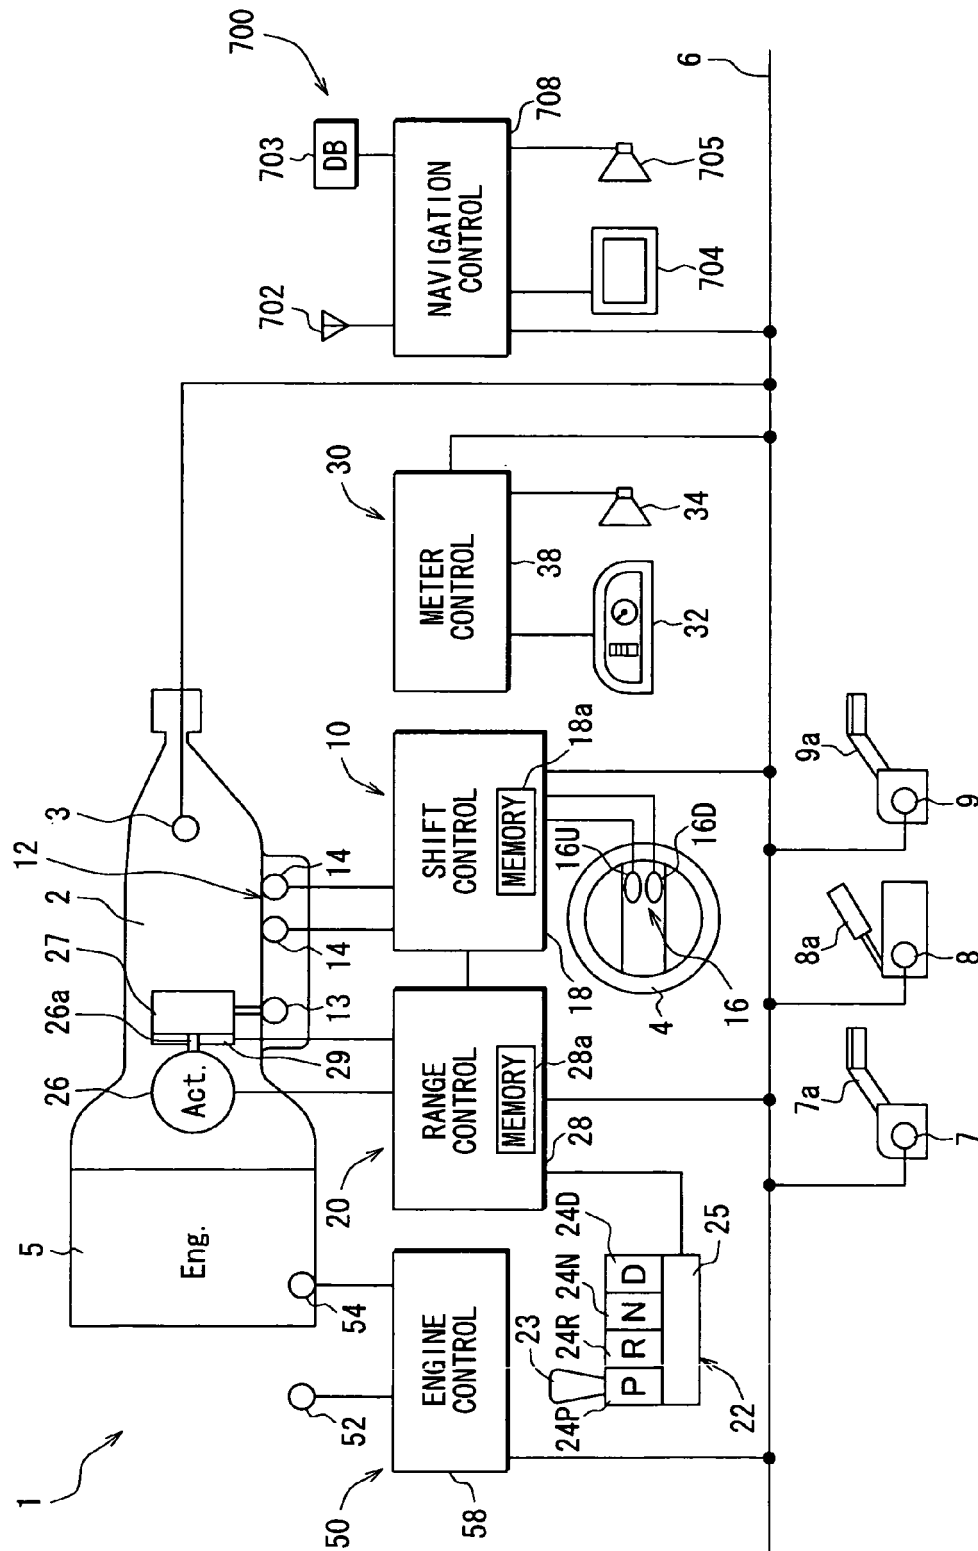 1
5
Eng.
26
26a
27
2
12
3
Act.
29
13
14
14
52
54
50
ENGINE
CONTROL
58
20
RANGE
CONTROL
MEMORY
28a
28
10
SHIFT
CONTROL
MEMORY
18a
18
30
METER
CONTROL
38
32
34
700
702
703
DB
NAVIGATION
CONTROL
708
704
705
23
24P
24R
24N
24D
P
R
N
D
25
22
4
16
16U
16D
6
7a
7
8a
8
9a
9